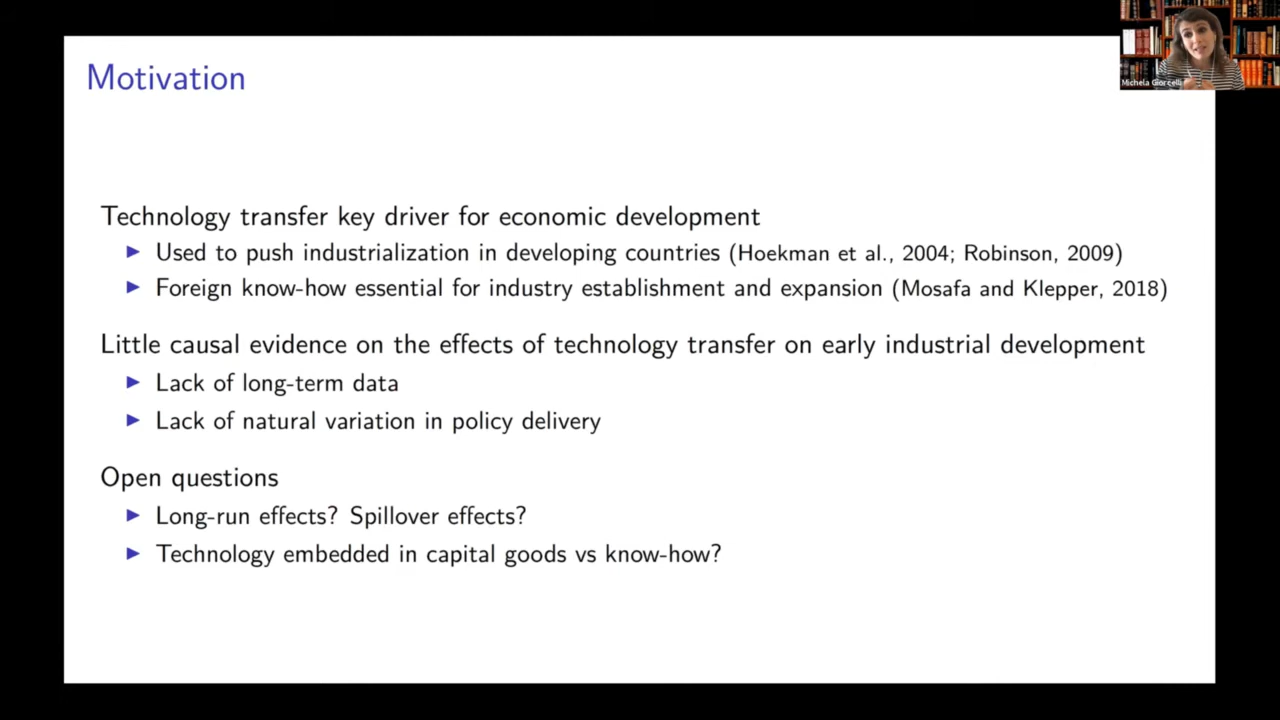 Motivation
Michela Giorcelli
Technology transfer key driver for economic development
Used to push industrialization in developing countries (Hoekman et al., 2004; Robinson, 2009)
Foreign know-how essential for industry establishment and expansion (Mosafa and Klepper, 2018)
Little causal evidence on the effects of technology transfer on early industrial development
Lack of long-term data
Lack of natural variation in policy delivery
Open questions
Long-run effects? Spillover effects?
Technology embedded in capital goods vs know-how?